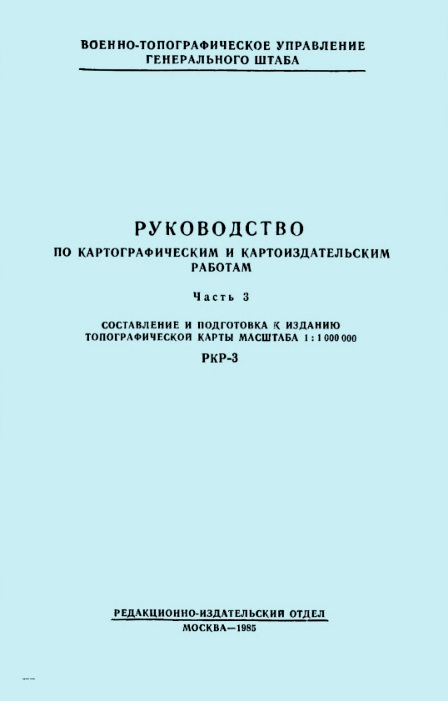 ВОЕННО-ТОПОГРАФИЧЕСКОЕ УПРАВЛЕНИЕ
ГЕНЕРАЛЬНОГО ШТАБА
РУКОВОДСТВО
ПО КАРТОГРАФИЧЕСКИМ И КАРТОИЗДАТЕЛЬСКИМ
РАБОТАМ
Часть 3
СОСТАВЛЕНИЕ И ПОДГОТОВКА К ИЗДАНИЮ
ТОПОГРАФИЧЕСКОЙ КАРТЫ МАСШТАБА 1:1 000 000
РКР-3
РЕДАКЦИОННО-ИЗДАТЕЛЬСКИЙ ОТДЕЛ
МОСКВА—1985